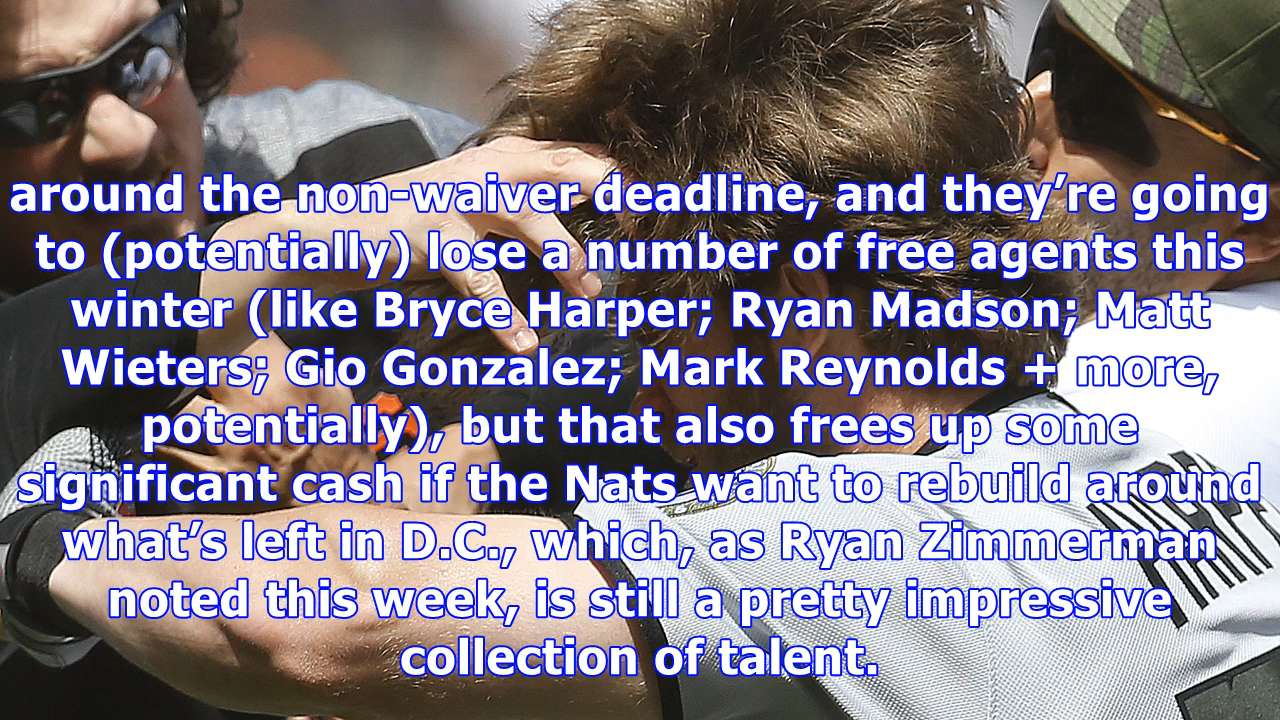 around the non-waiver deadline, and they’re going
to (potentially) lose a number of free agents this
winter (like Bryce Harper; Ryan Madson; Matt
Wieters; Gio Gonzalez; Mark Reynolds + more,
potentially), but that also frees up some
significant cash if the Nats want to rebuild around
what’s left in D.C., which, as Ryan Zimmerman
noted this week, is still a pretty impressive
collection of talent.